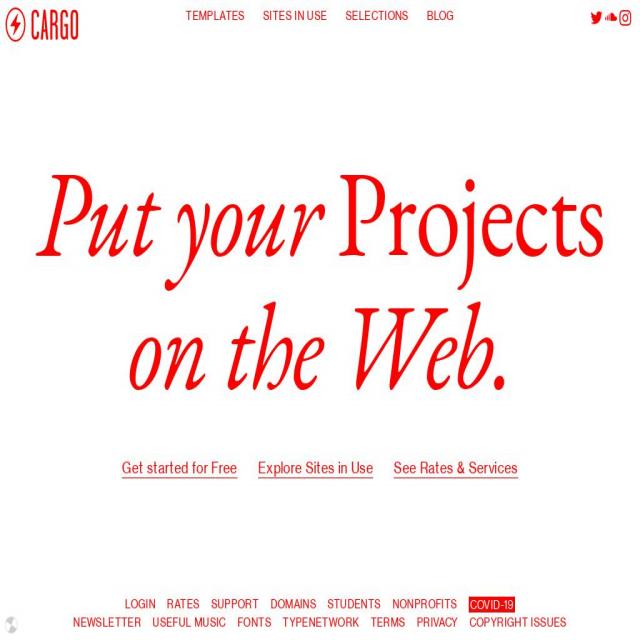 CARGO
TEMPLATES SITES IN USE SELECTIONS BLOG
Put your Projects
on the Web.
Get started for Free Explore Sites in Use See Rates & Services
LOGIN RATES SUPPORT DOMAINS STUDENTS NONPROFITS COVID-19
NEWSLETTER USEFUL MUSIC FONTS TYPENETWORK TERMS PRIVACY COPYRIGHT ISSUES